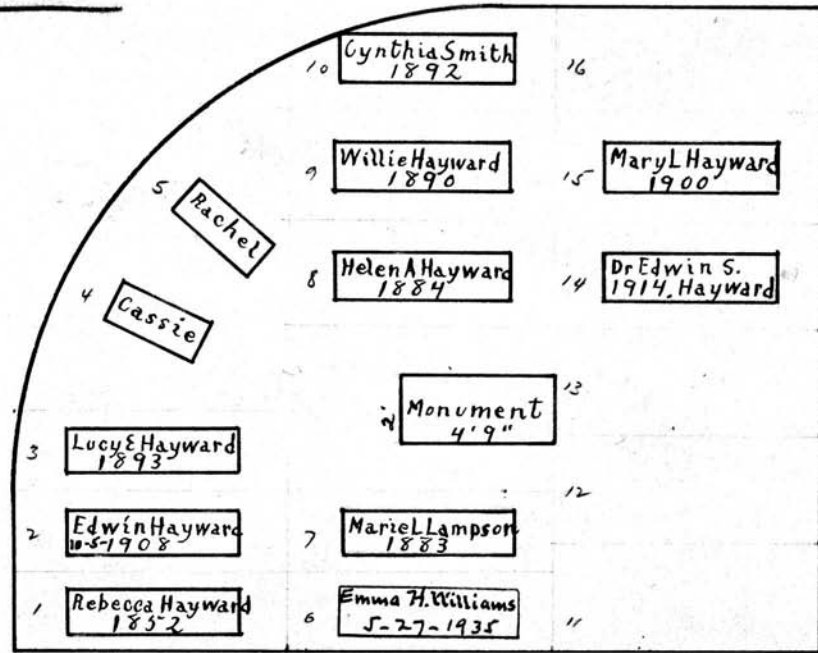 10 Cynthia Smith
1892
16
9 Willie Hayward
1890
15 Mary L Hayward
1900
5 Rachel
8 Helen A Hayward
1884
14 Dr Edwin S.
1914. Hayward
4 Cassie
13
2' Monument
4'9"
3 Lucy E Hayward
1893
12
2 Edwin Hayward
10-5-1908
7 Marie L Lampson
1883
1 Rebecca Hayward
1852
6 Emma H. Williams
5-27-1935
11